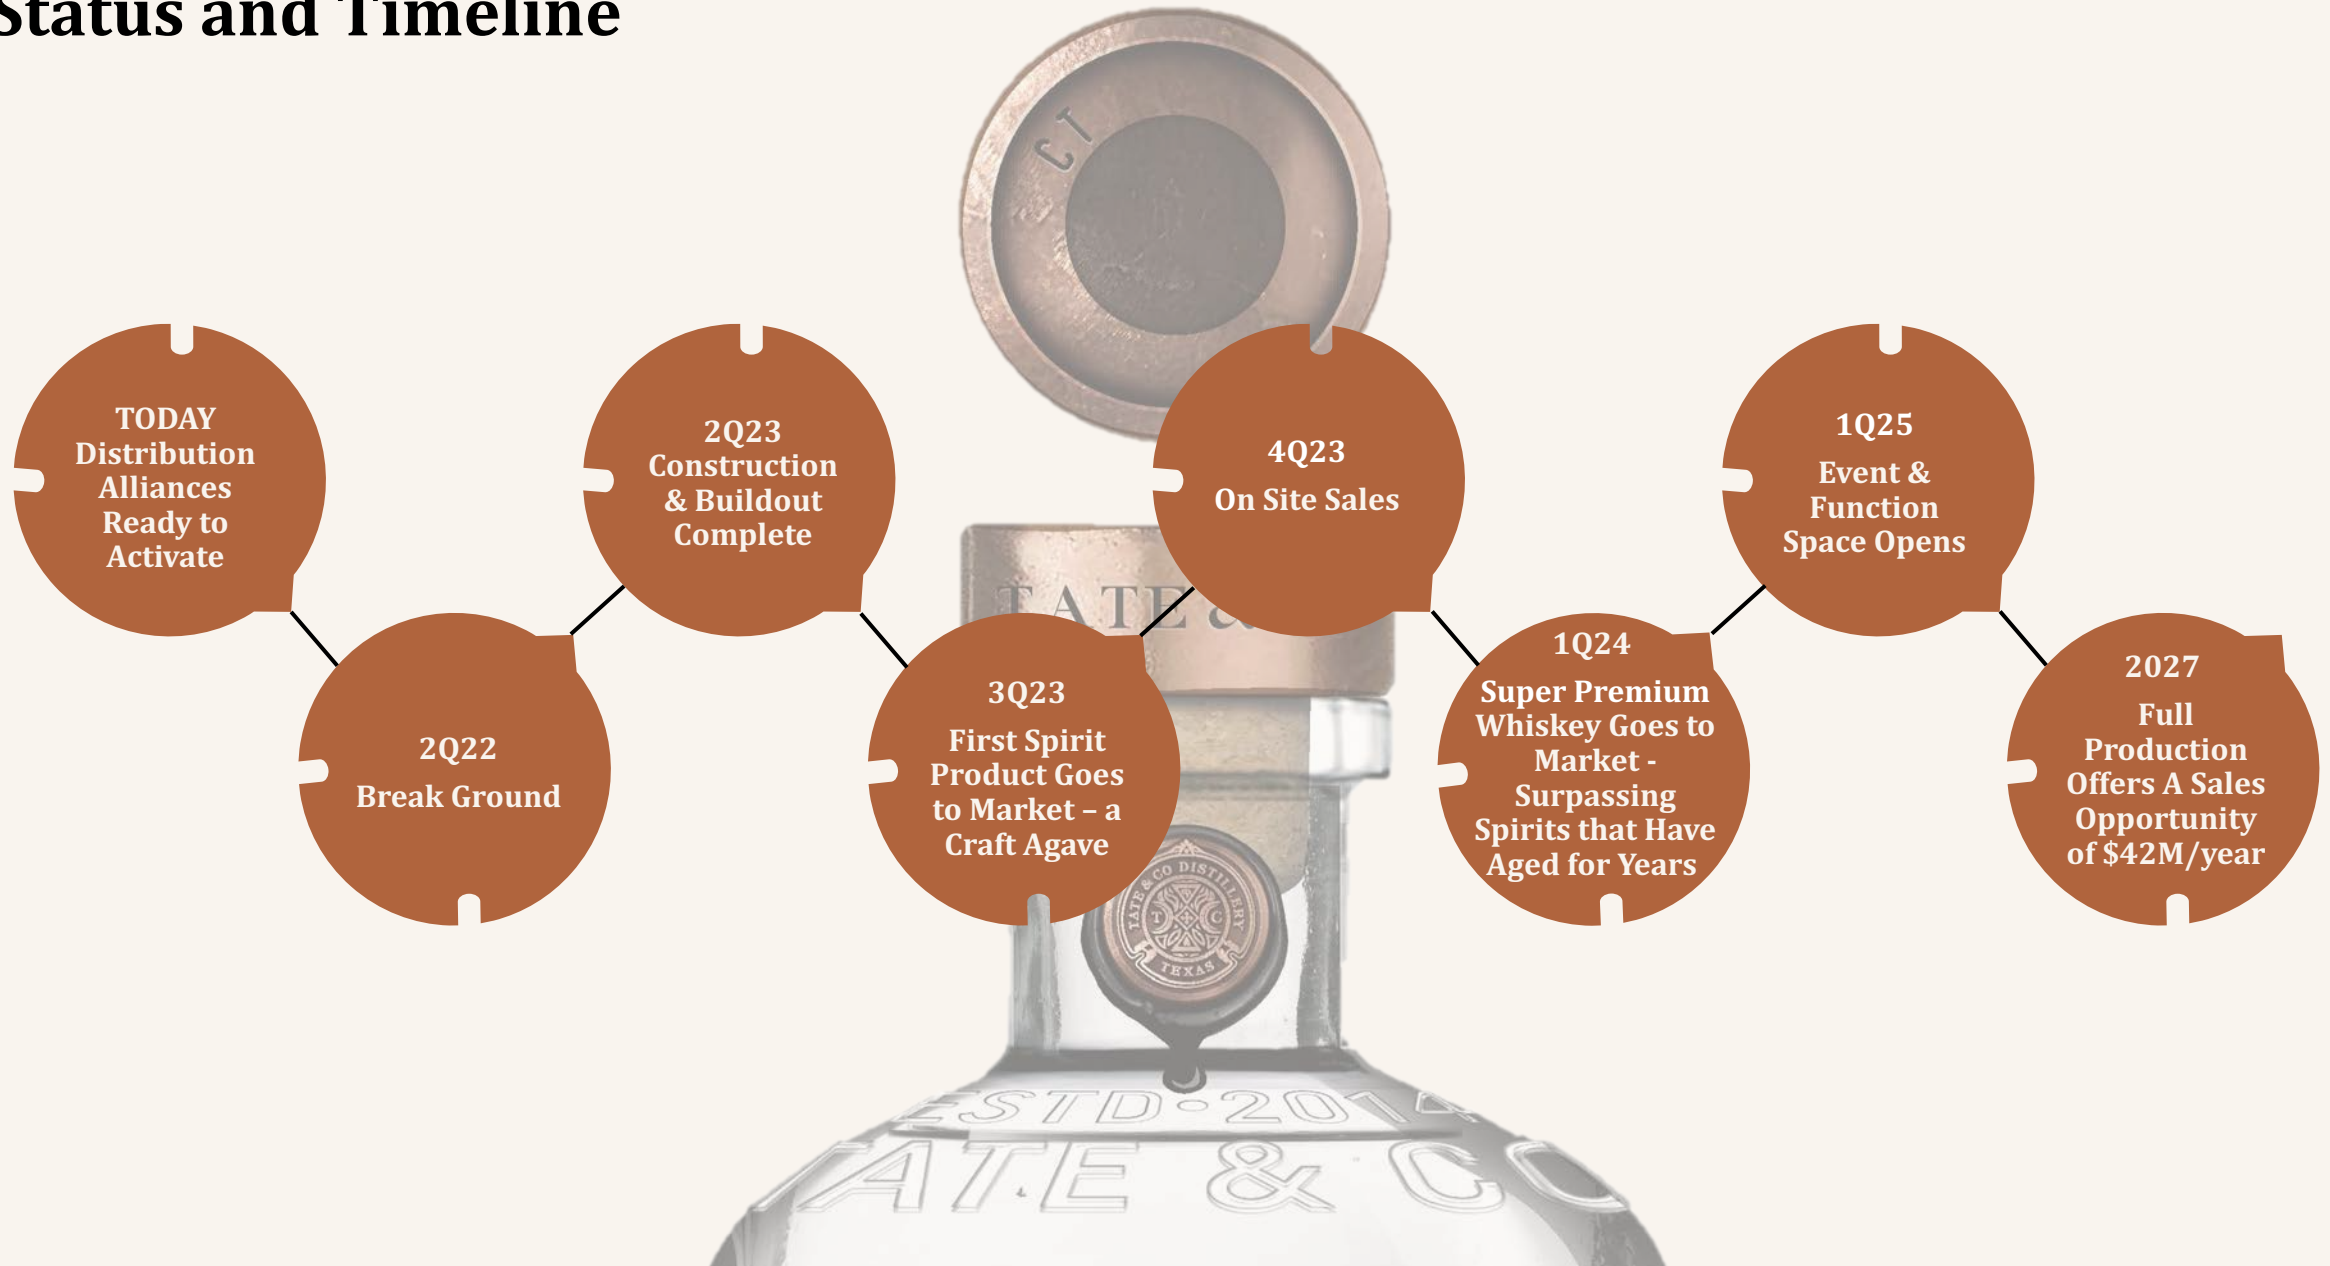 Status and Timeline
TODAY
Distribution
Alliances
Ready to
Activate
2Q22
Break Ground
2Q23
Construction
& Buildout
Complete
3Q23
First Spirit
Product Goes
to Market – a
Craft Agave
4Q23
On Site Sales
1Q24
Super Premium
Whiskey Goes to
Market -
Surpassing
Spirits that Have
Aged for Years
1Q25
Event &
Function
Space Opens
2027
Full
Production
Offers A Sales
Opportunity
of $42M/year
CT
TATE &
TATE & CO DISTILLERY
T C
TEXAS
ESTD • 2014
TATE & CO